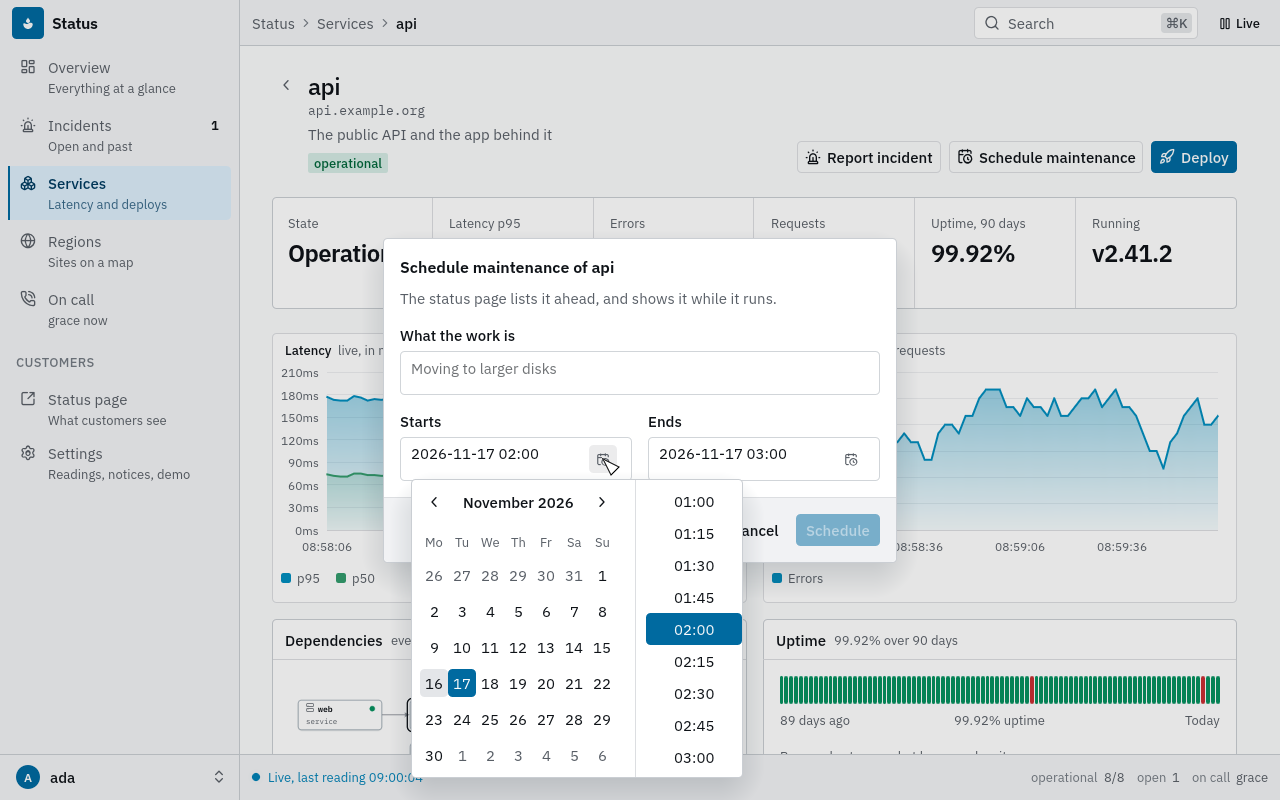 Status
Overview
Everything at a glance
Incidents
1
Open and past
Services
Latency and deploys
Regions
Sites on a map
On call
grace now
CUSTOMERS
Status page
What customers see
Settings
Readings, notices, demo
A
ada
Status
Services
api
Search
⌘K
Live
api
api.example.org
The public API and the app behind it
operational
Report incident
Schedule maintenance
Deploy
State
Latency p95
Errors
Requests
Uptime, 90 days
Running
99.92%
v2.41.2
Schedule maintenance of api
The status page lists it ahead, and shows it while it runs.
What the work is
Moving to larger disks
Starts
Ends
2026-11-17 02:00
2026-11-17 03:00
Schedule
November 2026
Mo Tu We Th Fr Sa Su
26 27 28 29 30 31 1
2 3 4 5 6 7 8
9 10 11 12 13 14 15
16 17 18 19 20 21 22
23 24 25 26 27 28 29
30 1 2 3 4 5 6
01:00
01:15
01:30
01:45
02:00
02:15
02:30
02:45
03:00
Latency live, in
210ms
180ms
150ms
120ms
90ms
60ms
30ms
0ms
08:58:06
p95
p50
requests
08:58:36
08:59:06
08:59:36
Errors
Dependencies
web
service
Uptime 99.92% over 90 days
89 days ago
99.92% uptime
Today
Live, last reading 09:00:04
operational 8/8
open 1
on call grace